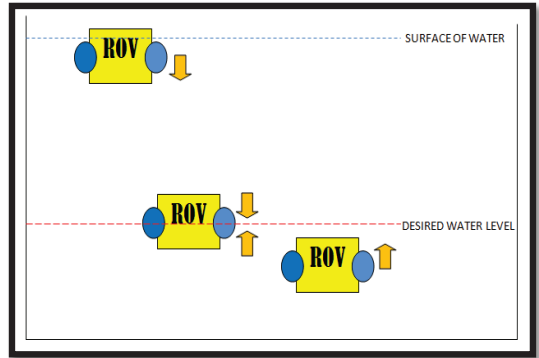 ROV
SURFACE OF WATER
ROV
DESIRED WATER LEVEL
ROV